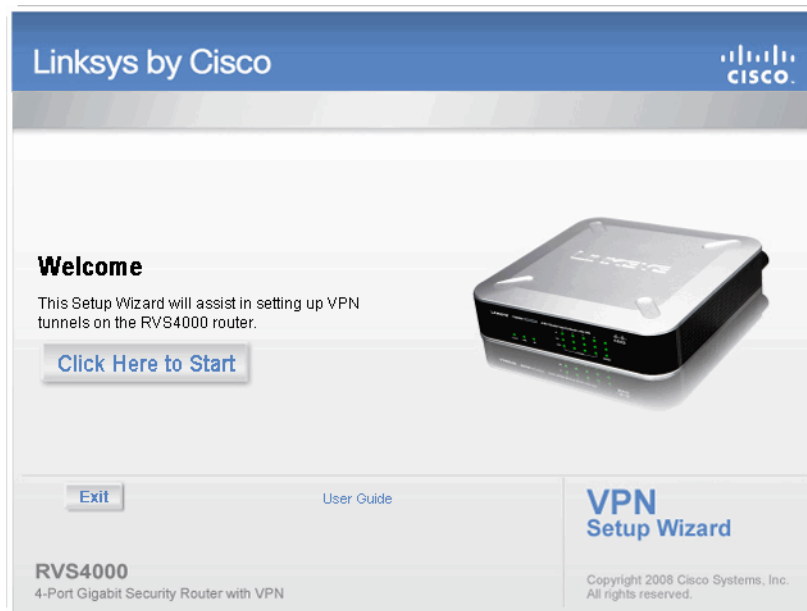 Linksys by Cisco
CISCO.
Welcome
This Setup Wizard will assist in setting up VPN
tunnels on the RVS4000 router.
Click Here to Start
Exit
User Guide
VPN
Setup Wizard
RVS4000
4-Port Gigabit Security Router with VPN
Copyright 2008 Cisco Systems, Inc.
All rights reserved.